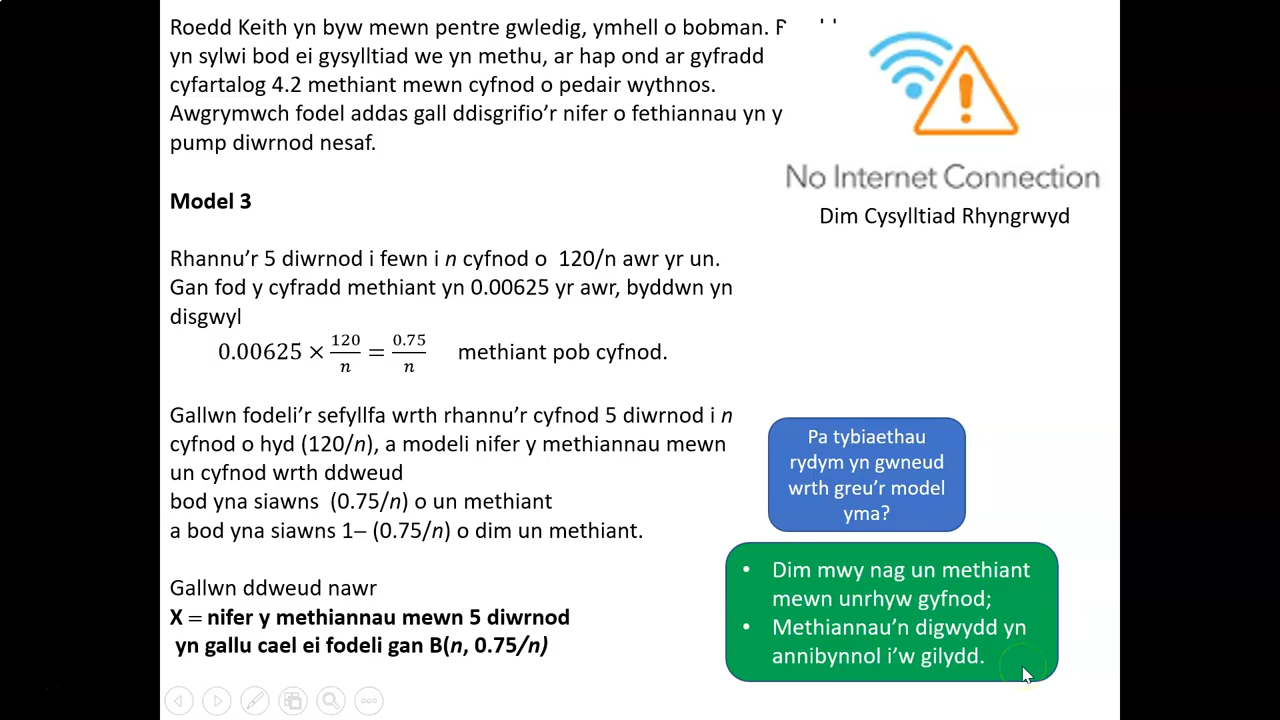 Roedd Keith yn byw mewn pentre gwledig, ymhell o bobman.
yn sylwi bod ei gysylltiad we yn methu, ar hap ond ar gyfradd
cyfartalog 4.2 methiant mewn cyfnod o pedair wythnos.
Awgrymwch fodel addas gall ddisgrifio’r nifer o fethiannau yn y
pump diwrnod nesaf.
No Internet Connection
Dim Cysylltiad Rhyngrwyd
Model 3
Rhannu’r 5 diwrnod i fewn i n cyfnod o 120/n awr yr un.
Gan fod y cyfradd methiant yn 0.00625 yr awr, byddwn yn
disgwyl
0.00625 × 120/n = 0.75/n methiant pob cyfnod.
Gallwn fodeli’r sefyllfa wrth rhannu’r cyfnod 5 diwrnod i n
cyfnod o hyd (120/n), a modeli nifer y methiannau mewn
un cyfnod wrth ddweud
bod yna siawns (0.75/n) o un methiant
a bod yna siawns 1– (0.75/n) o dim un methiant.
Gallwn ddweud nawr
X = nifer y methiannau mewn 5 diwrnod
yn gallu cael ei fodeli gan B(n, 0.75/n)
Pa tybiaethau
rydym yn gwneud
wrth greu’r model
yma?
• Dim mwy nag un methiant
mewn unrhyw gyfnod;
• Methiannau’n digwydd yn
annibynnol i’w gilydd.